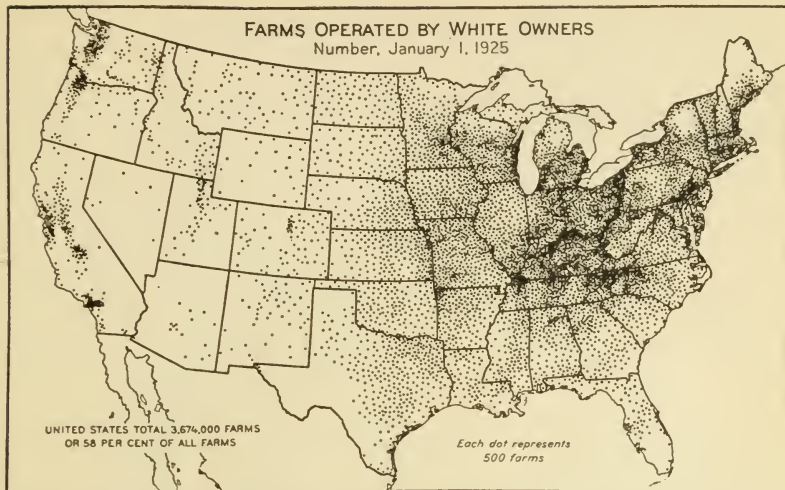 FARMS OPERATED BY WHITE OWNERS
Number, January 1, 1925
UNITED STATES TOTAL 3,674,000 FARMS
OR 58 PER CENT OF ALL FARMS
Each dot represents
500 farms